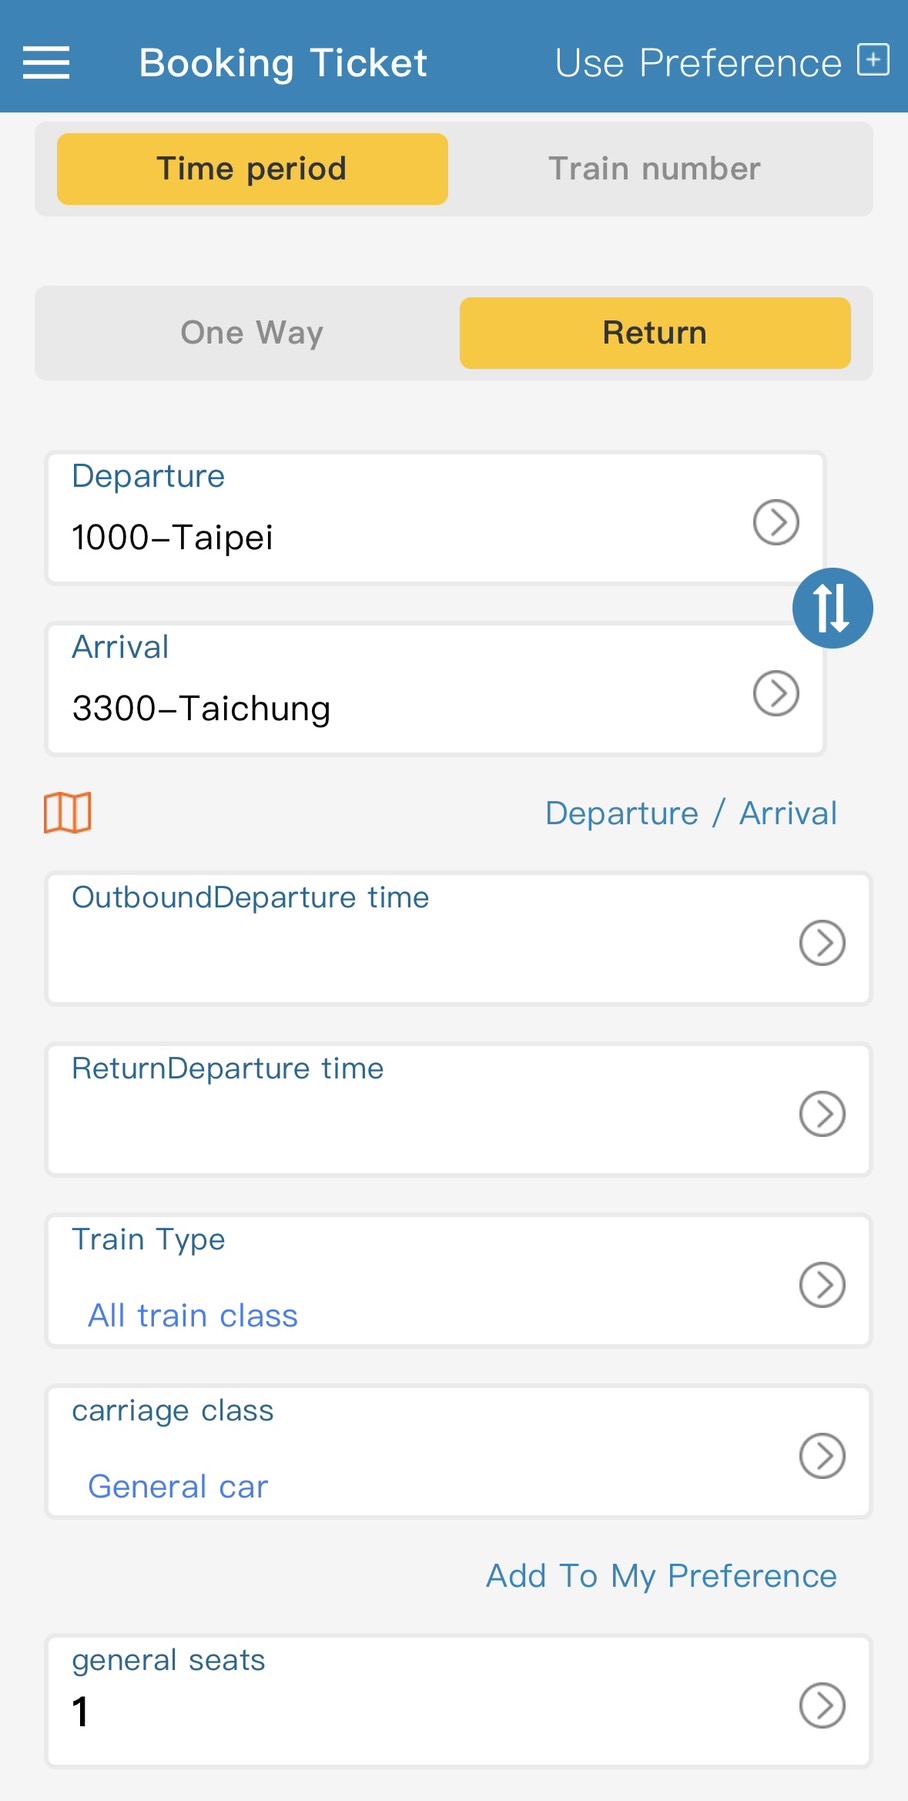 Booking Ticket Use Preference
Time period Train number
One Way Return
Departure
1000–Taipei
Arrival
3300–Taichung
Departure / Arrival
OutboundDeparture time
ReturnDeparture time
Train Type
All train class
carriage class
General car
Add To My Preference
general seats
1